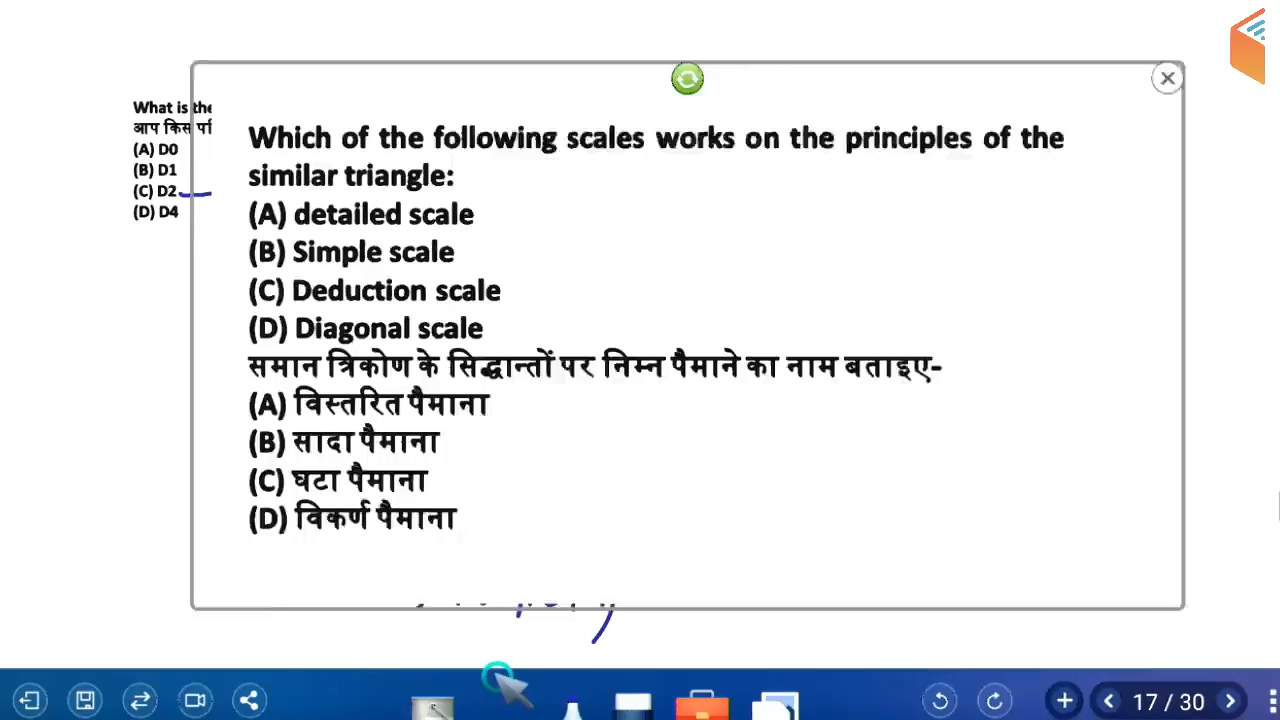 What is the
आप किस परि
(A) D0
(B) D1
(C) D2
(D) D4
Which of the following scales works on the principles of the
similar triangle:
(A) detailed scale
(B) Simple scale
(C) Deduction scale
(D) Diagonal scale
समान त्रिकोण के सिद्धान्तों पर निम्न पैमाने का नाम बताइए-
(A) विस्तरित पैमाना
(B) सादा पैमाना
(C) घटा पैमाना
(D) विकर्ण पैमाना
17 / 30